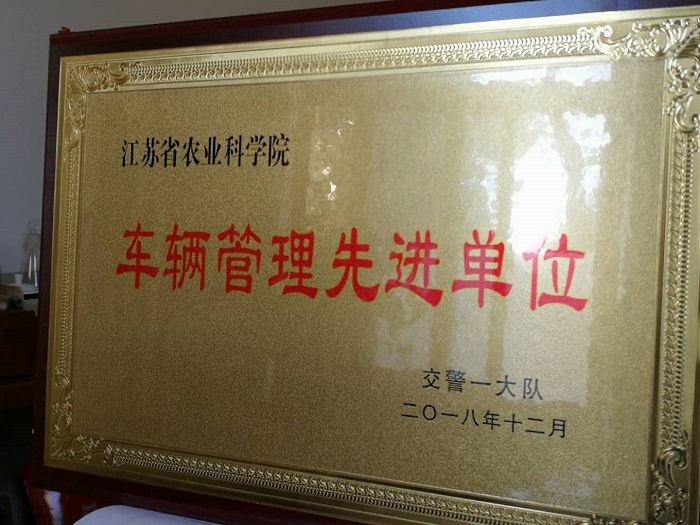 江苏省农业科学院
车辆管理先进单位
交警一大队
二〇一八年十二月